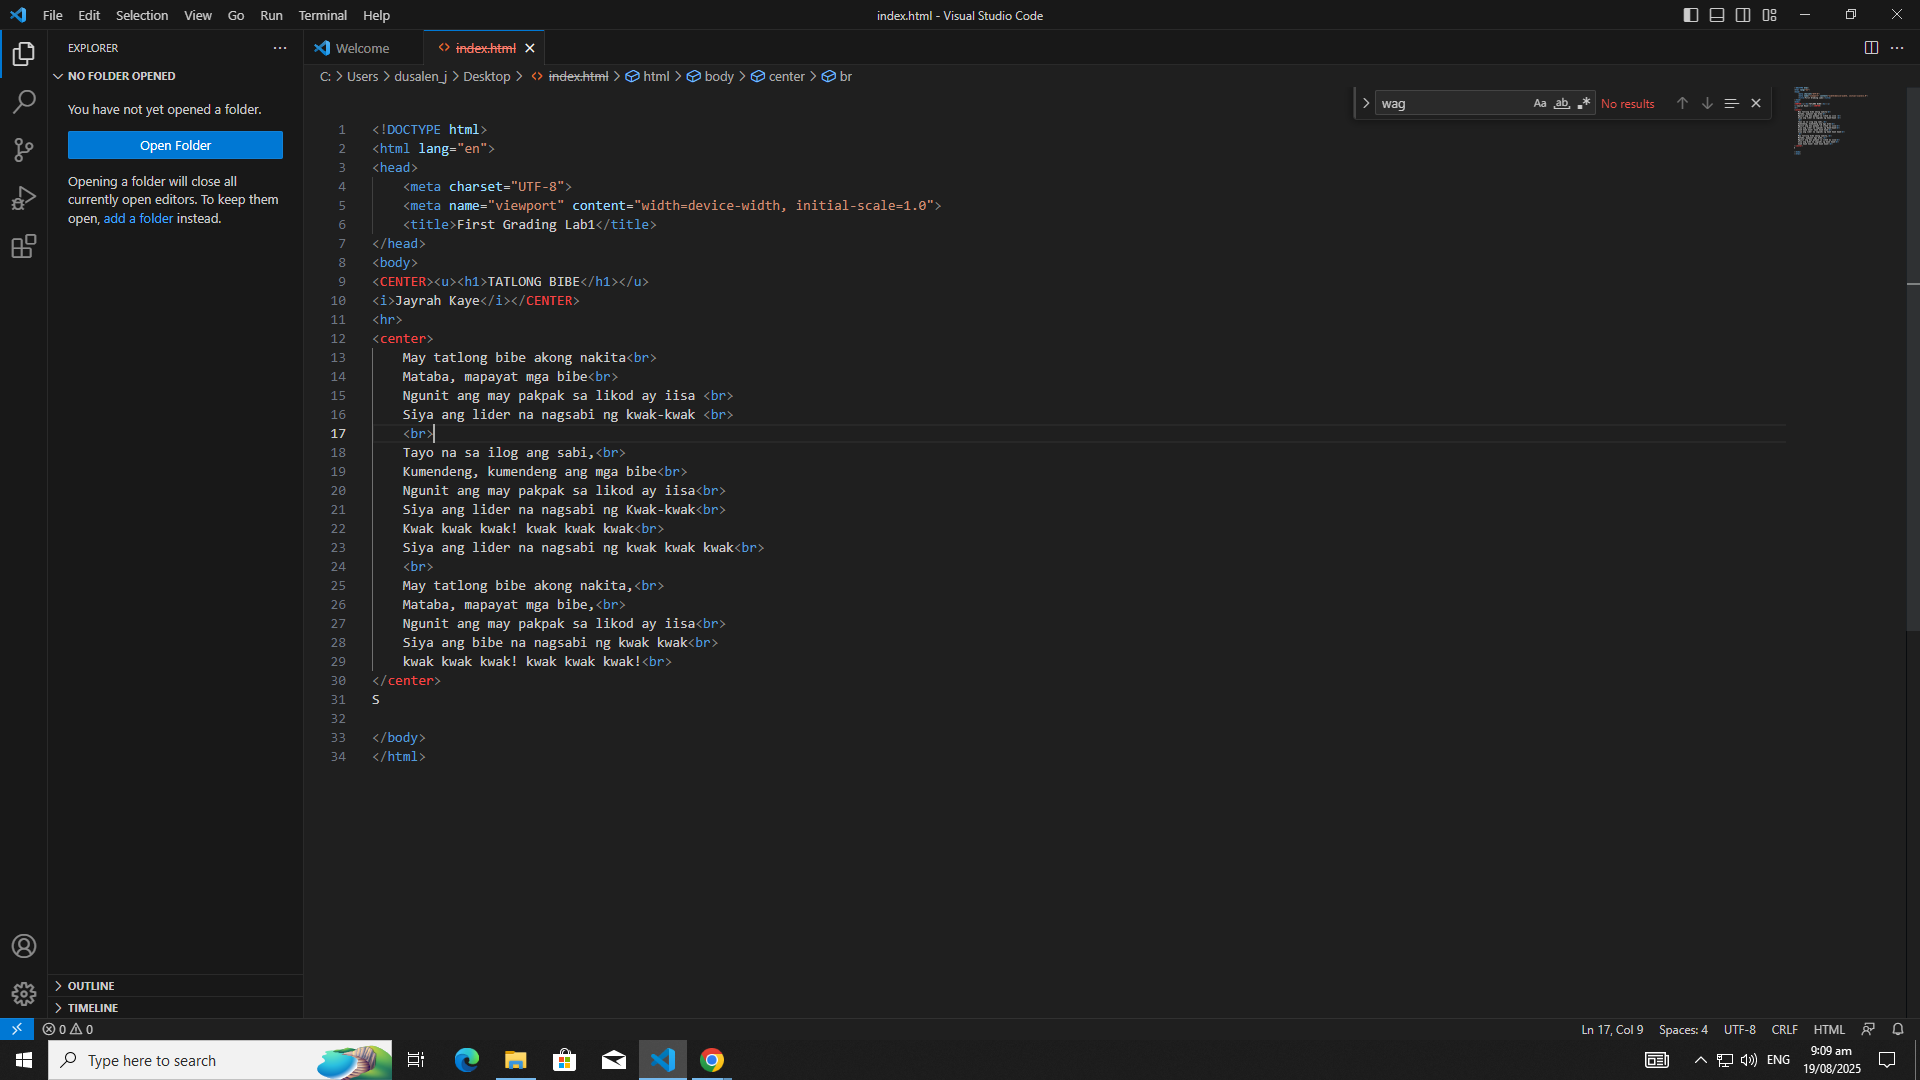 File Edit Selection View Go Run Terminal Help
index.html - Visual Studio Code
EXPLORER
Welcome
index.html
NO FOLDER OPENED
You have not yet opened a folder.
Open Folder
Opening a folder will close all
currently open editors. To keep them
open, add a folder instead.
C: > Users > dusalen_j > Desktop > index.html > html > body > center > br
wag
Aa ab .*
No results
1 <!DOCTYPE html>
2 <html lang="en">
3 <head>
4 <meta charset="UTF-8">
5 <meta name="viewport" content="width=device-width, initial-scale=1.0">
6 <title>First Grading Lab1</title>
7 </head>
8 <body>
9 <CENTER><u><h1>TATLONG BIBE</h1></u>
10 <i>Jayrah Kaye</i></CENTER>
11 <hr>
12 <center>
13 May tatlong bibe akong nakita<br>
14 Mataba, mapayat mga bibe<br>
15 Ngunit ang may pakpak sa likod ay iisa <br>
16 Siya ang lider na nagsabi ng kwak-kwak <br>
17 <br>
18 Tayo na sa ilog ang sabi,<br>
19 Kumendeng, kumendeng ang mga bibe<br>
20 Ngunit ang may pakpak sa likod ay iisa<br>
21 Siya ang lider na nagsabi ng Kwak-kwak<br>
22 Kwak kwak kwak! kwak kwak kwak<br>
23 Siya ang lider na nagsabi ng kwak kwak kwak<br>
24 <br>
25 May tatlong bibe akong nakita,<br>
26 Mataba, mapayat mga bibe,<br>
27 Ngunit ang may pakpak sa likod ay iisa<br>
28 Siya ang bibe na nagsabi ng kwak kwak<br>
29 kwak kwak kwak! kwak kwak kwak!<br>
30 </center>
31 S
32
33 </body>
34 </html>
OUTLINE
TIMELINE
0 0
Ln 17, Col 9 Spaces: 4 UTF-8 CRLF HTML
Type here to search
ENG
9:09 am
19/08/2025